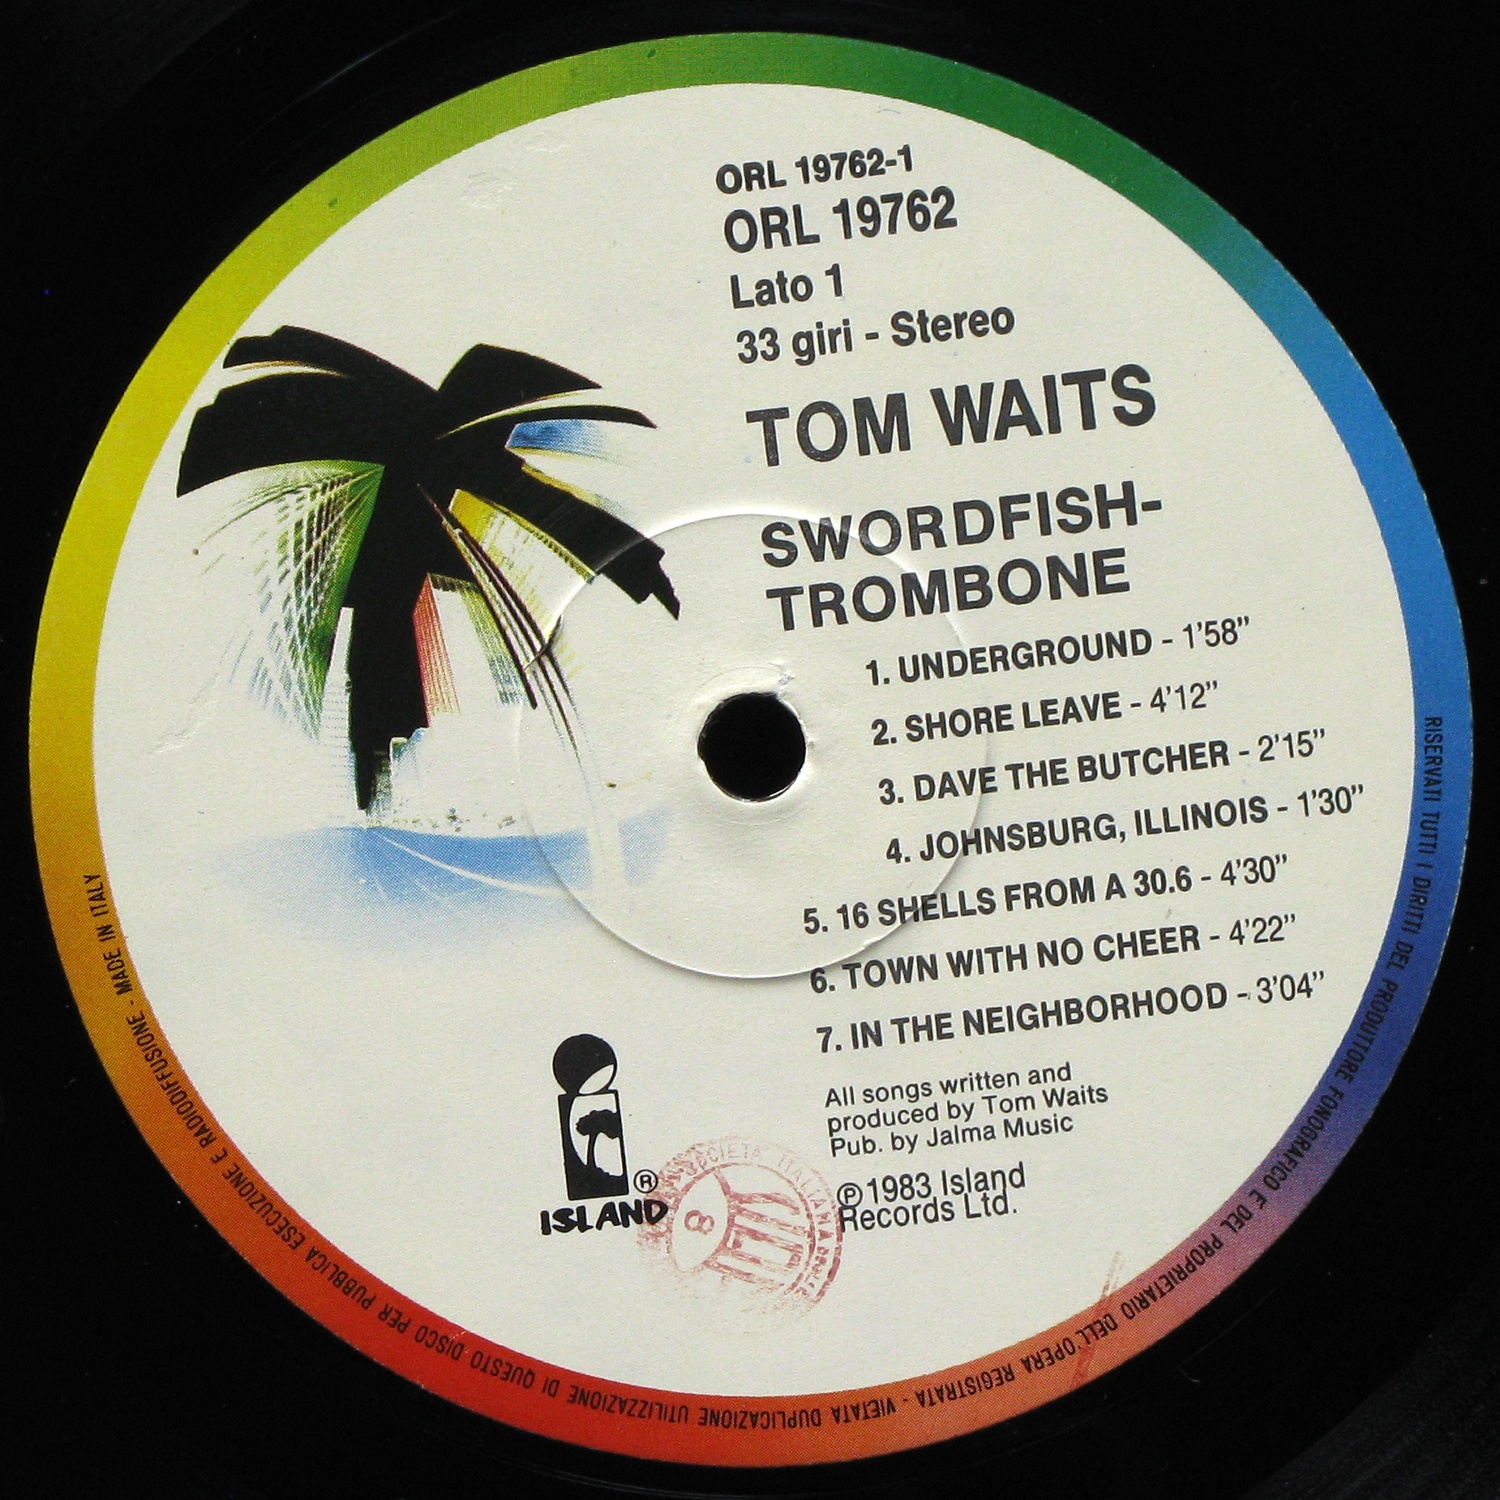 ORL 19762-1
ORL 19762
Lato 1
33 giri - Stereo
TOM WAITS
SWORDFISH-
TROMBONE
1. UNDERGROUND - 1'58"
2. SHORE LEAVE - 4'12"
3. DAVE THE BUTCHER - 2'15"
4. JOHNSBURG, ILLINOIS - 1'30"
5. 16 SHELLS FROM A 30.6 - 4'30"
6. TOWN WITH NO CHEER - 4'22"
7. IN THE NEIGHBORHOOD - 3'04"
All songs written and
produced by Tom Waits
Pub. by Jalma Music
℗1983 Island
Records Ltd.
ISLAND ®
SOCIETA' ITALIANA
8
RISERVATI TUTTI I DIRITTI DEL PRODUTTORE FONOGRAFICO E DEL PROPRIETARIO DELL'OPERA REGISTRATA - VIETATA DUPLICAZIONE UTILIZZAZIONE DI QUESTO DISCO PER PUBBLICA ESECUZIONE E RADIODIFFUSIONE - MADE IN ITALY